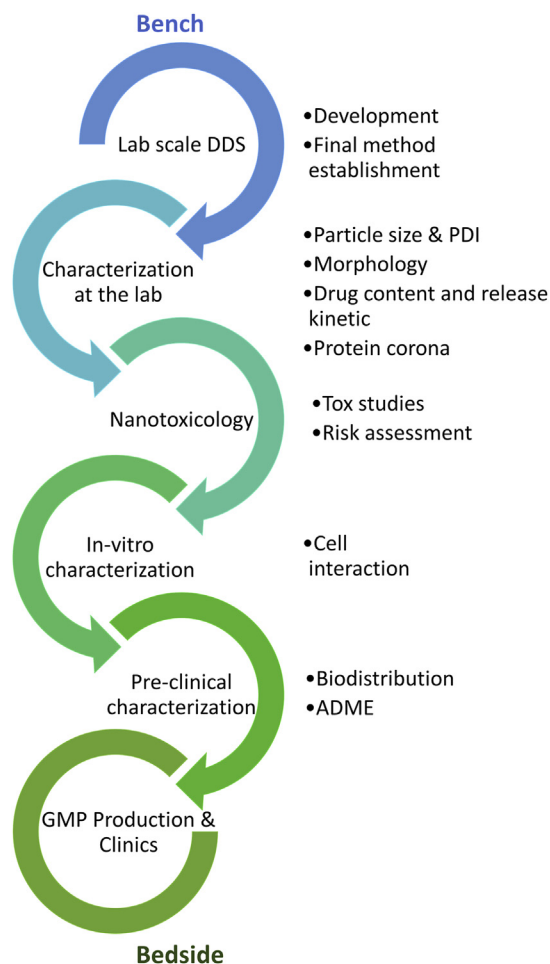 Bench
Lab scale DDS
•Development
•Final method
establishment
Characterization
at the lab
•Particle size & PDI
•Morphology
•Drug content and release
kinetic
•Protein corona
Nanotoxicology
•Tox studies
•Risk assessment
In-vitro
characterization
•Cell
interaction
Pre-clinical
characterization
•Biodistribution
•ADME
GMP Production &
Clinics
Bedside